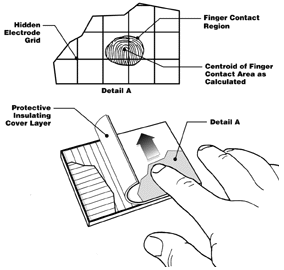 Hidden
Electrode
Grid
Finger Contact
Region
Centroid of Finger
Contact Area as
Calculated
Detail A
Protective
Insulating
Cover Layer
Detail A